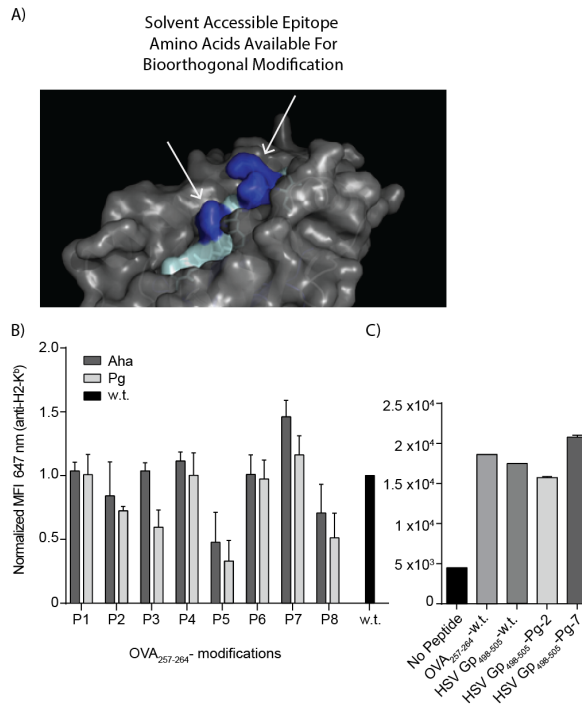 A)
Solvent Accessible Epitope
Amino Acids Available For
Bioorthogonal Modification
B)
Normalized MFI 647 nm (anti-H2-Kᵇ)
2.0
1.5
1.0
0.5
0
Aha
Pg
w.t.
P1 P2 P3 P4 P5 P6 P7 P8 w.t.
OVA₂₅₇₋₂₆₄- modifications
C)
2.5 x10⁴
2 x10⁴
1.5 x10⁴
1 x10⁴
5 x10³
0
No Peptide
OVA₂₅₇₋₂₆₄-w.t.
HSV Gp₄₉₈₋₅₀₅-w.t.
HSV Gp₄₉₈₋₅₀₅-Pg-2
HSV Gp₄₉₈₋₅₀₅-Pg-7